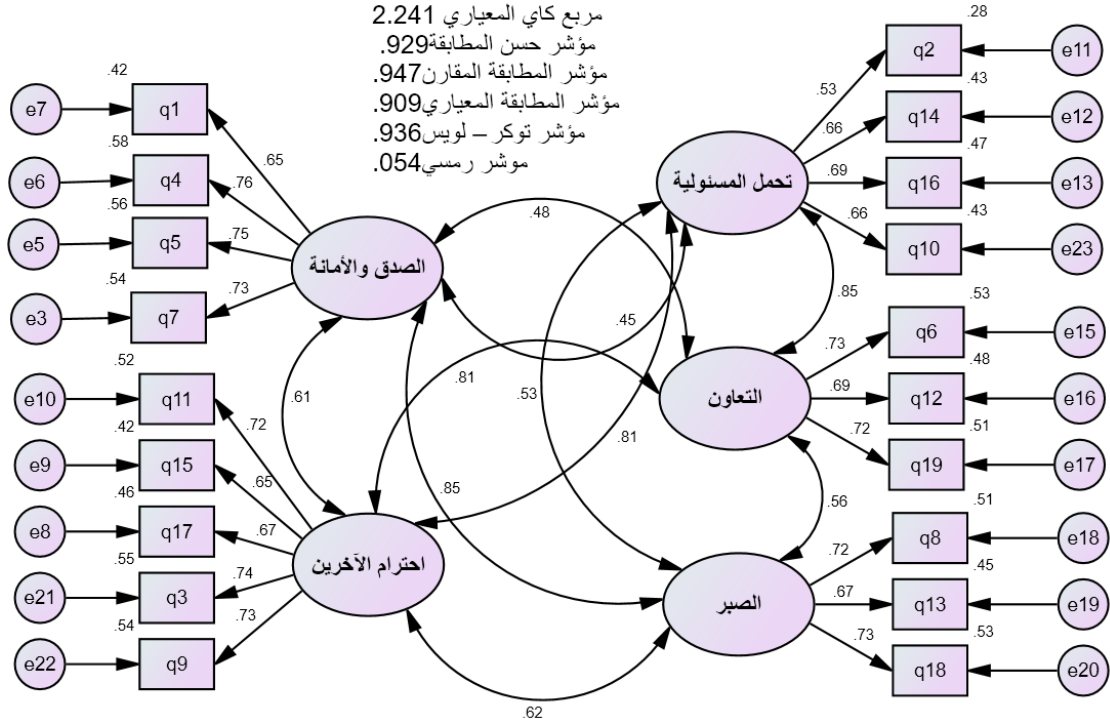 مربع كاي المعياري 2.241
مؤشر حسن المطابقة929.
مؤشر المطابقة المقارن947.
مؤشر المطابقة المعياري909.
مؤشر توكر – لويس936.
موشر رمسي054.
e7
.42
q1
.65
e6
.58
q4
.76
e5
.56
q5
.75
e3
.54
q7
.73
الصدق والأمانة
e10
.52
q11
.72
e9
.42
q15
.65
e8
.46
q17
.67
e21
.55
q3
.74
e22
.54
q9
.73
احترام الآخرين
.61
.48
.45
.81
.53
.81
.85
.62
.85
.56
تحمل المسئولية
.53
q2
.28
e11
.66
q14
.43
e12
.69
q16
.47
e13
.66
q10
.43
e23
التعاون
.73
q6
.53
e15
.69
q12
.48
e16
.72
q19
.51
e17
الصبر
.72
q8
.51
e18
.67
q13
.45
e19
.73
q18
.53
e20